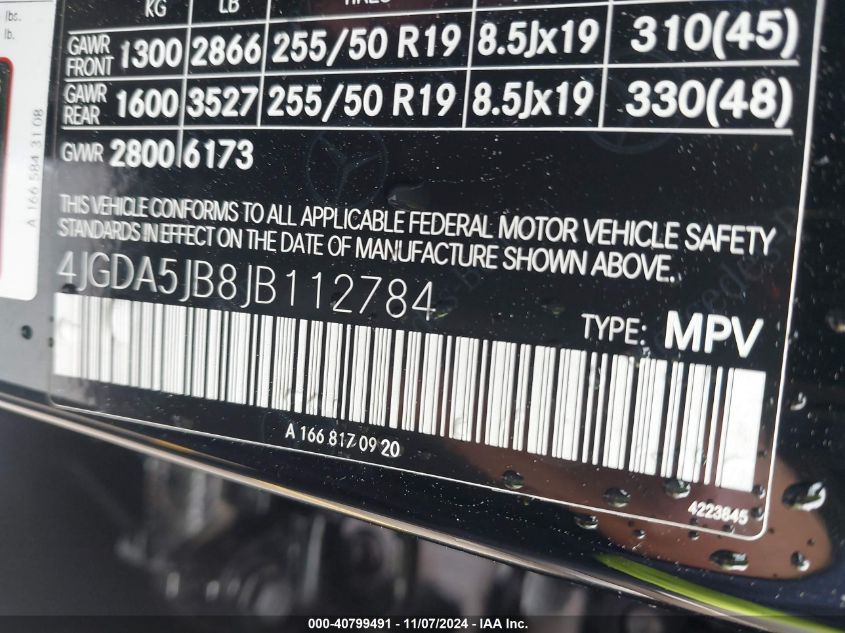 lbs.
lb.
KG LB TIRES
GAWR FRONT 1300 2866 255/50 R19 8.5Jx19 310(45)
GAWR REAR 1600 3527 255/50 R19 8.5Jx19 330(48)
GVWR 2800 6173
THIS VEHICLE CONFORMS TO ALL APPLICABLE FEDERAL MOTOR VEHICLE SAFETY
STANDARDS IN EFFECT ON THE DATE OF MANUFACTURE SHOWN ABOVE.
4JGDA5JB8JB112784
TYPE: MPV
A 166 817 09 20
4223845
A 166 584 31 08
000-40799491 - 11/07/2024 - IAA Inc.